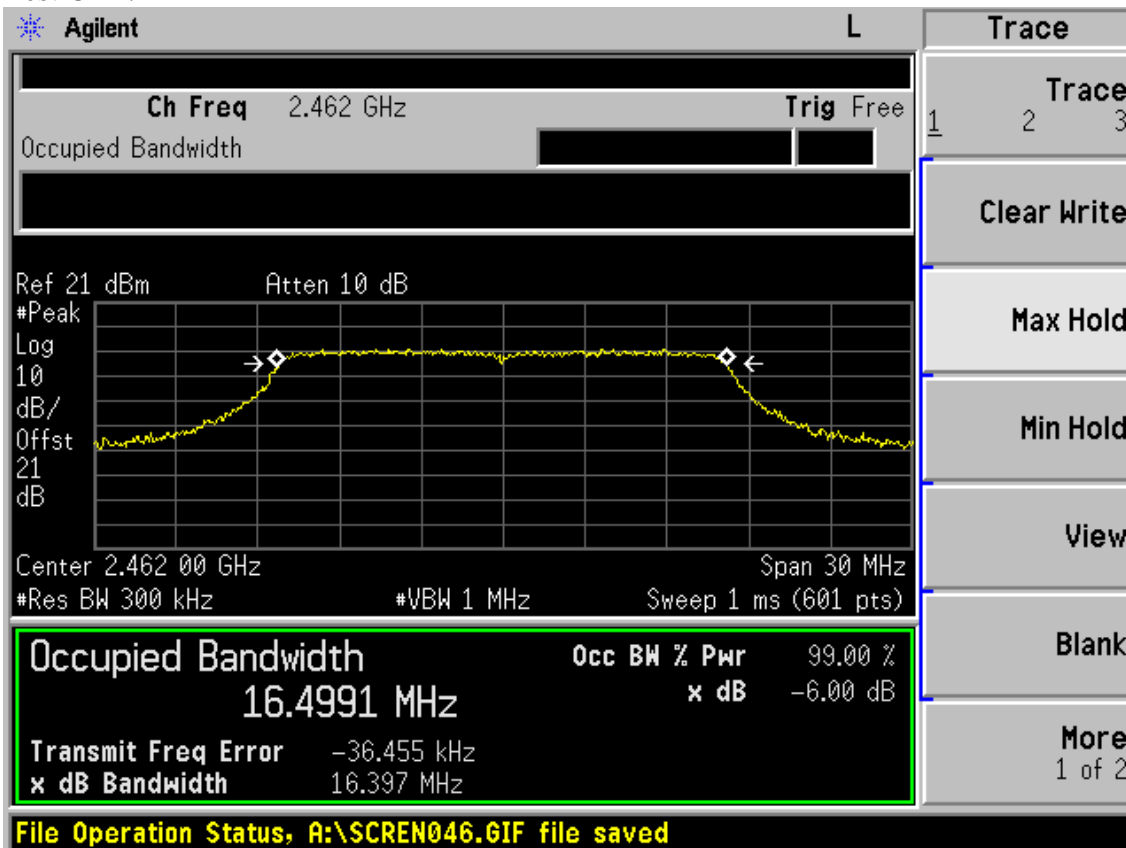 Agilent L Trace
Ch Freq 2.462 GHz Trig Free
Occupied Bandwidth
Trace
1 2 3
Clear Write
Max Hold
Min Hold
View
Blank
More
1 of 2
Ref 21 dBm Atten 10 dB
#Peak
Log
10
dB/
Offst
21
dB
Center 2.462 00 GHz Span 30 MHz
#Res BW 300 kHz #VBW 1 MHz Sweep 1 ms (601 pts)
Occupied Bandwidth Occ BW % Pwr 99.00 %
16.4991 MHz x dB -6.00 dB
Transmit Freq Error -36.455 kHz
x dB Bandwidth 16.397 MHz
File Operation Status, A:\SCREN046.GIF file saved